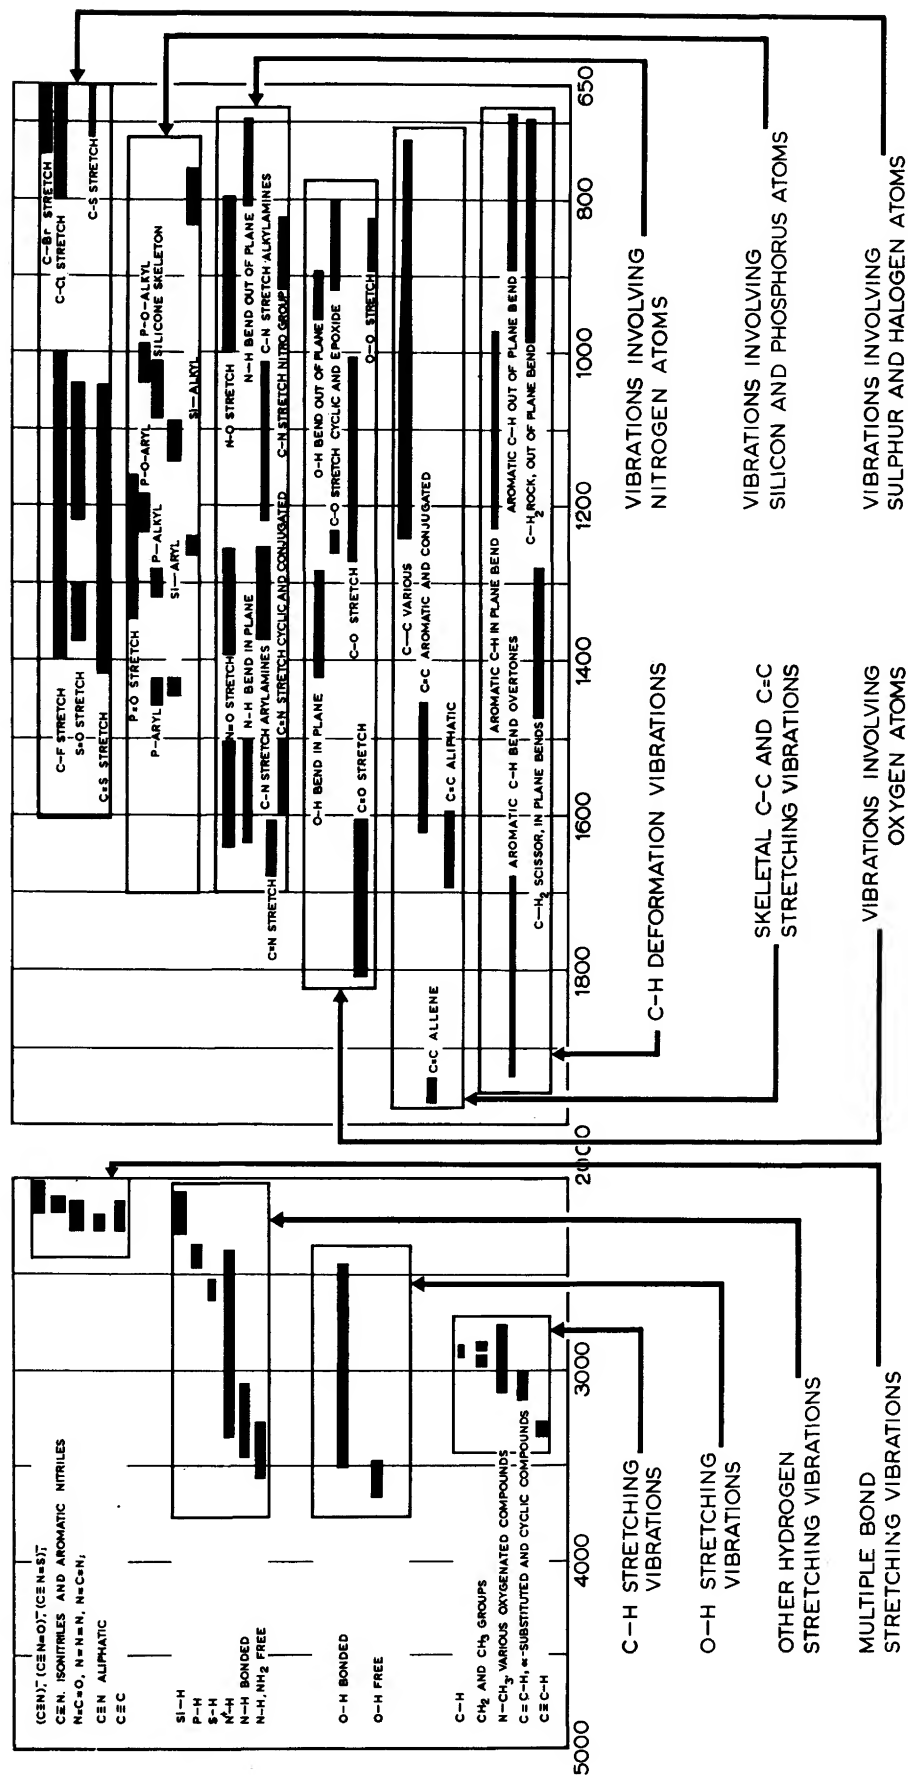 (C≡N)⁻, (C≡N=O)⁻, (C≡N=S)⁻,
C≡N. ISONITRILES AND AROMATIC NITRILES
N=C=O, N=N=N, N=C=N,
C≡N ALIPHATIC
C≡C
Si—H
P-H
S-H
N⁺-H
N-H BONDED
N-H, NH₂ FREE
O-H BONDED
O-H FREE
C-H
CH₂ AND CH₃ GROUPS
N-CH₃, VARIOUS OXYGENATED COMPOUNDS
C=C-H, ∝-SUBSTITUTED AND CYCLIC COMPOUNDS
C≡C-H
5000
4000
3000
2000
1800
1600
1400
1200
1000
800
650
C-Br STRETCH
C-Cl STRETCH
C-S STRETCH
C-F STRETCH
S=O STRETCH
C=S STRETCH
P=O STRETCH
P-O-ARYL
P-O-ALKYL
P-ARYL
P-ALKYL
SILICONE SKELETON
Si—ARYL
Si—ALKYL
N=O STRETCH
N-O STRETCH
N-H BEND IN PLANE
N-H BEND OUT OF PLANE
C-N STRETCH ARYLAMINES
C-N STRETCH ALKYLAMINES
C=N STRETCH
C=N STRETCH CYCLIC AND CONJUGATED
C-N STRETCH NITRO GROUP
O-H BEND IN PLANE
O-H BEND OUT OF PLANE
C-O STRETCH CYCLIC AND EPOXIDE
C-O STRETCH
C=O STRETCH
O-O STRETCH
C—C VARIOUS
C=C AROMATIC AND CONJUGATED
C=C ALLENE
C=C ALIPHATIC
AROMATIC C-H IN PLANE BEND
AROMATIC C-H BEND OVERTONES
AROMATIC C-H OUT OF PLANE BEND
C—H₂ ROCK, OUT OF PLANE BEND
C—H₂ SCISSOR, IN PLANE BENDS
C-H STRETCHING
VIBRATIONS
O-H STRETCHING
VIBRATIONS
OTHER HYDROGEN
STRETCHING VIBRATIONS
MULTIPLE BOND
STRETCHING VIBRATIONS
C-H DEFORMATION VIBRATIONS
SKELETAL C-C AND C=C
STRETCHING VIBRATIONS
VIBRATIONS INVOLVING
OXYGEN ATOMS
VIBRATIONS INVOLVING
NITROGEN ATOMS
VIBRATIONS INVOLVING
SILICON AND PHOSPHORUS ATOMS
VIBRATIONS INVOLVING
SULPHUR AND HALOGEN ATOMS